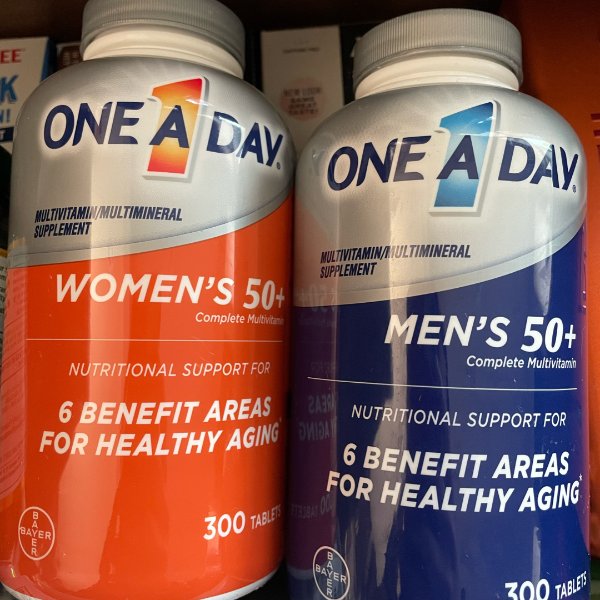 ONE A DAY®
MULTIVITAMIN/MULTIMINERAL
SUPPLEMENT
WOMEN'S 50+
Complete Multivitamin
NUTRITIONAL SUPPORT FOR
6 BENEFIT AREAS
FOR HEALTHY AGING*
300 TABLETS
BAYER
BAYER
ONE A DAY®
MULTIVITAMIN/MULTIMINERAL
SUPPLEMENT
MEN'S 50+
Complete Multivitamin
NUTRITIONAL SUPPORT FOR
6 BENEFIT AREAS
FOR HEALTHY AGING*
300 TABLETS
BAYER
BAYER